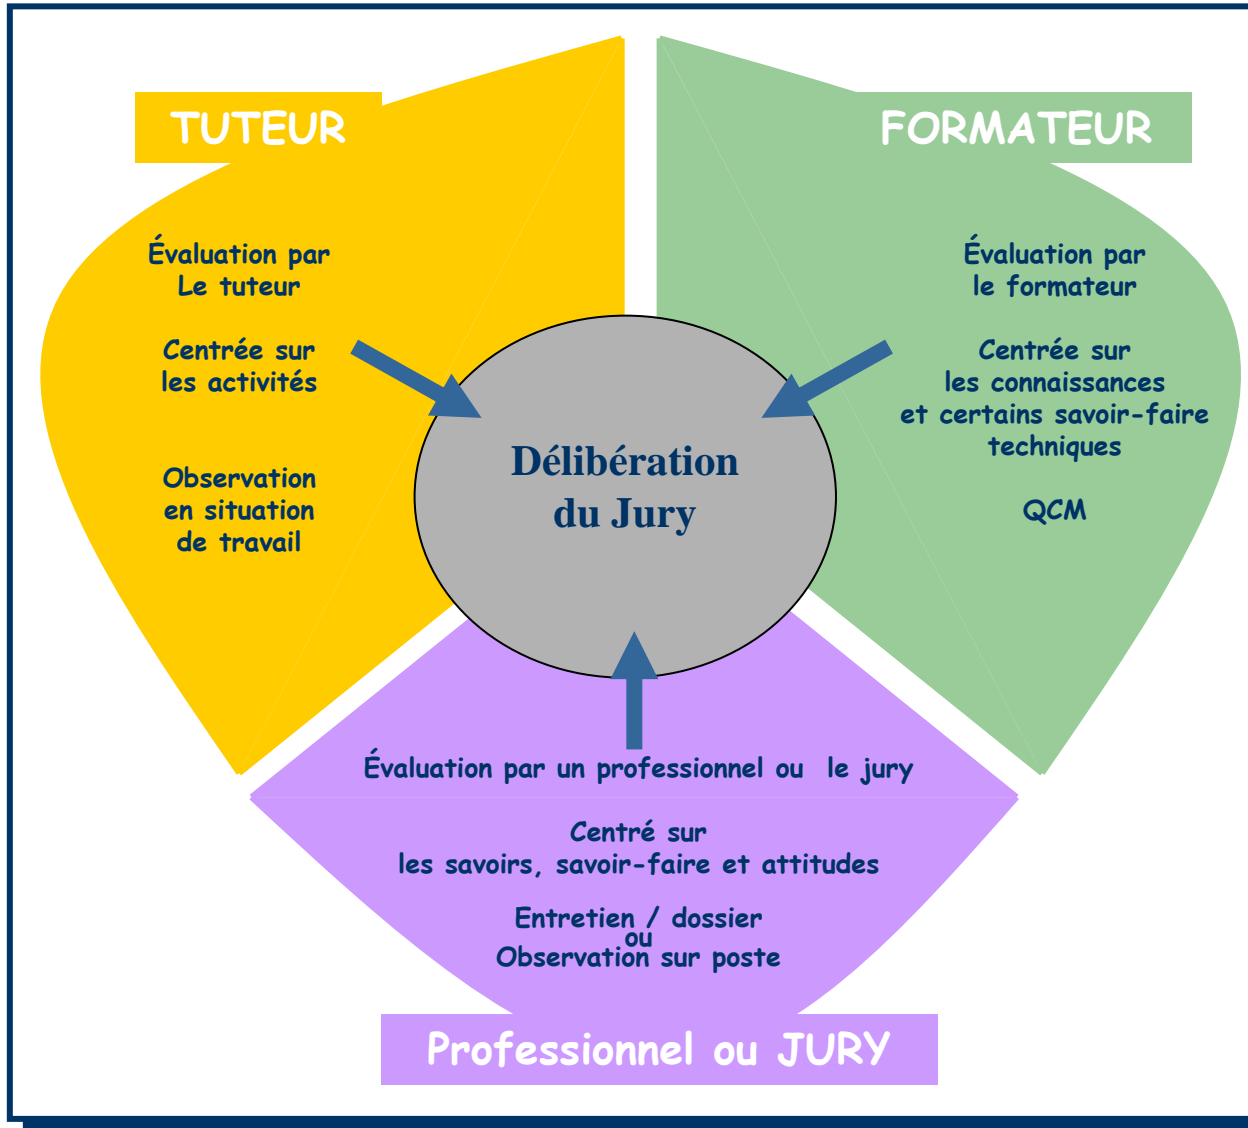 TUTEUR
Évaluation par
Le tuteur
Centrée sur
les activités
Observation
en situation
de travail
FORMATEUR
Évaluation par
le formateur
Centrée sur
les connaissances
et certains savoir-faire
techniques
QCM
Délibération
du Jury
Évaluation par un professionnel ou le jury
Centré sur
les savoirs, savoir-faire et attitudes
Entretien / dossier
ou
Observation sur poste
Professionnel ou JURY